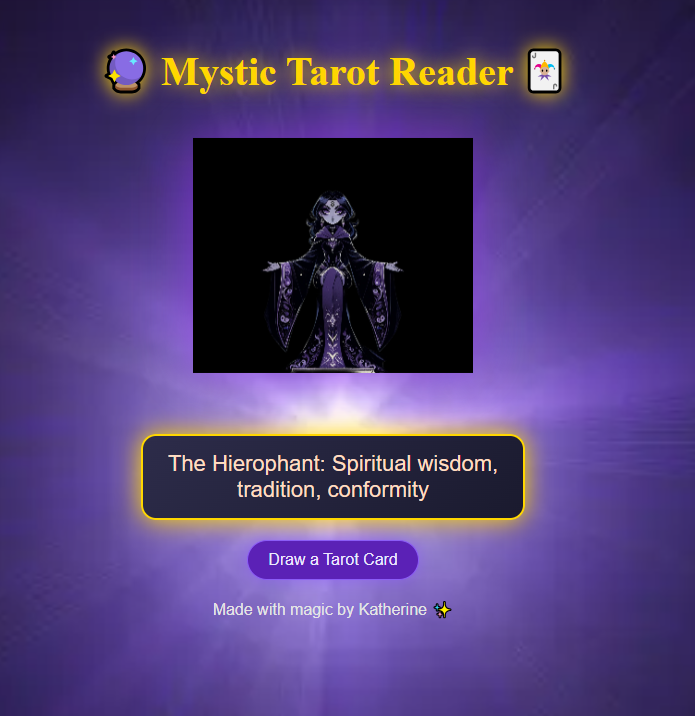 🔮 Mystic Tarot Reader 🃏
The Hierophant: Spiritual wisdom,
tradition, conformity
Draw a Tarot Card
Made with magic by Katherine ✨